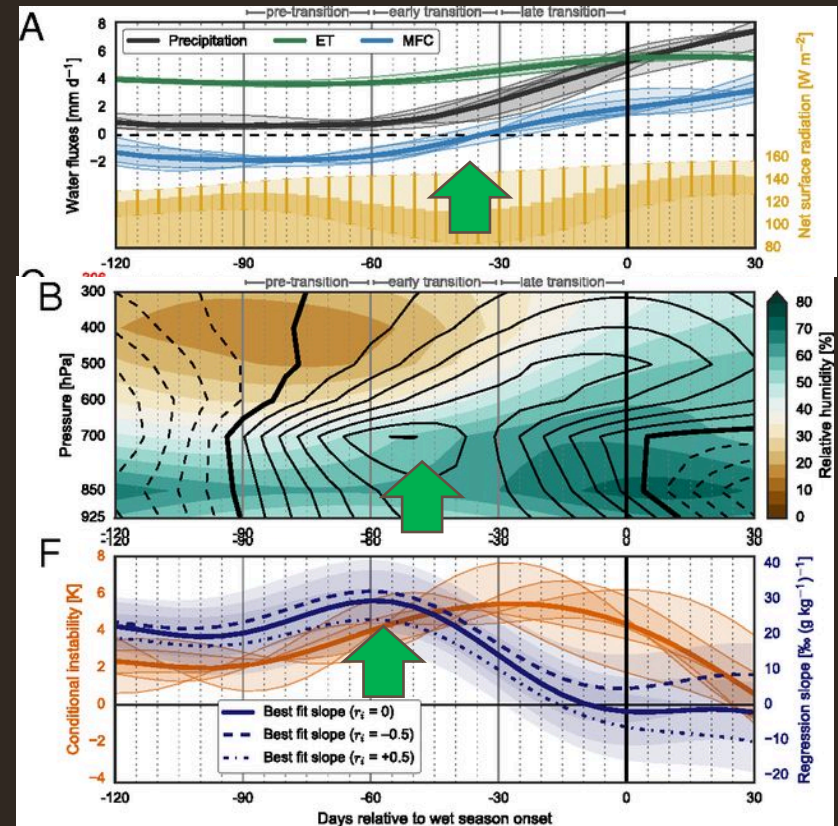 A
pre-transition
early transition
late transition
Precipitation
ET
MFC
8
6
4
2
0
−2
Water fluxes [mm d⁻¹]
160
140
120
100
80
Net surface radiation [W m⁻²]
-120
-90
-60
-30
0
30
B
pre-transition
early transition
late transition
300
400
500
600
700
850
925
Pressure [hPa]
80
70
60
50
40
30
20
10
0
Relative humidity [%]
-120
-90
-60
-30
0
30
F
8
6
4
2
0
−2
−4
Conditional instability [K]
40
30
20
10
0
−10
−20
Regression slope [‰ (g kg⁻¹)⁻¹]
Best fit slope (rᵢ = 0)
Best fit slope (rᵢ = −0.5)
Best fit slope (rᵢ = +0.5)
-120
-90
-60
-30
0
30
Days relative to wet season onset